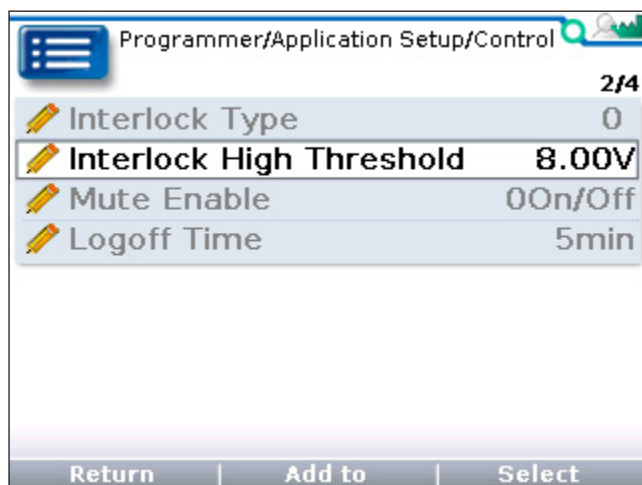 Programmer/Application Setup/Control
2/4
Interlock Type 0
Interlock High Threshold 8.00V
Mute Enable 0On/Off
Logoff Time 5min
Return | Add to | Select